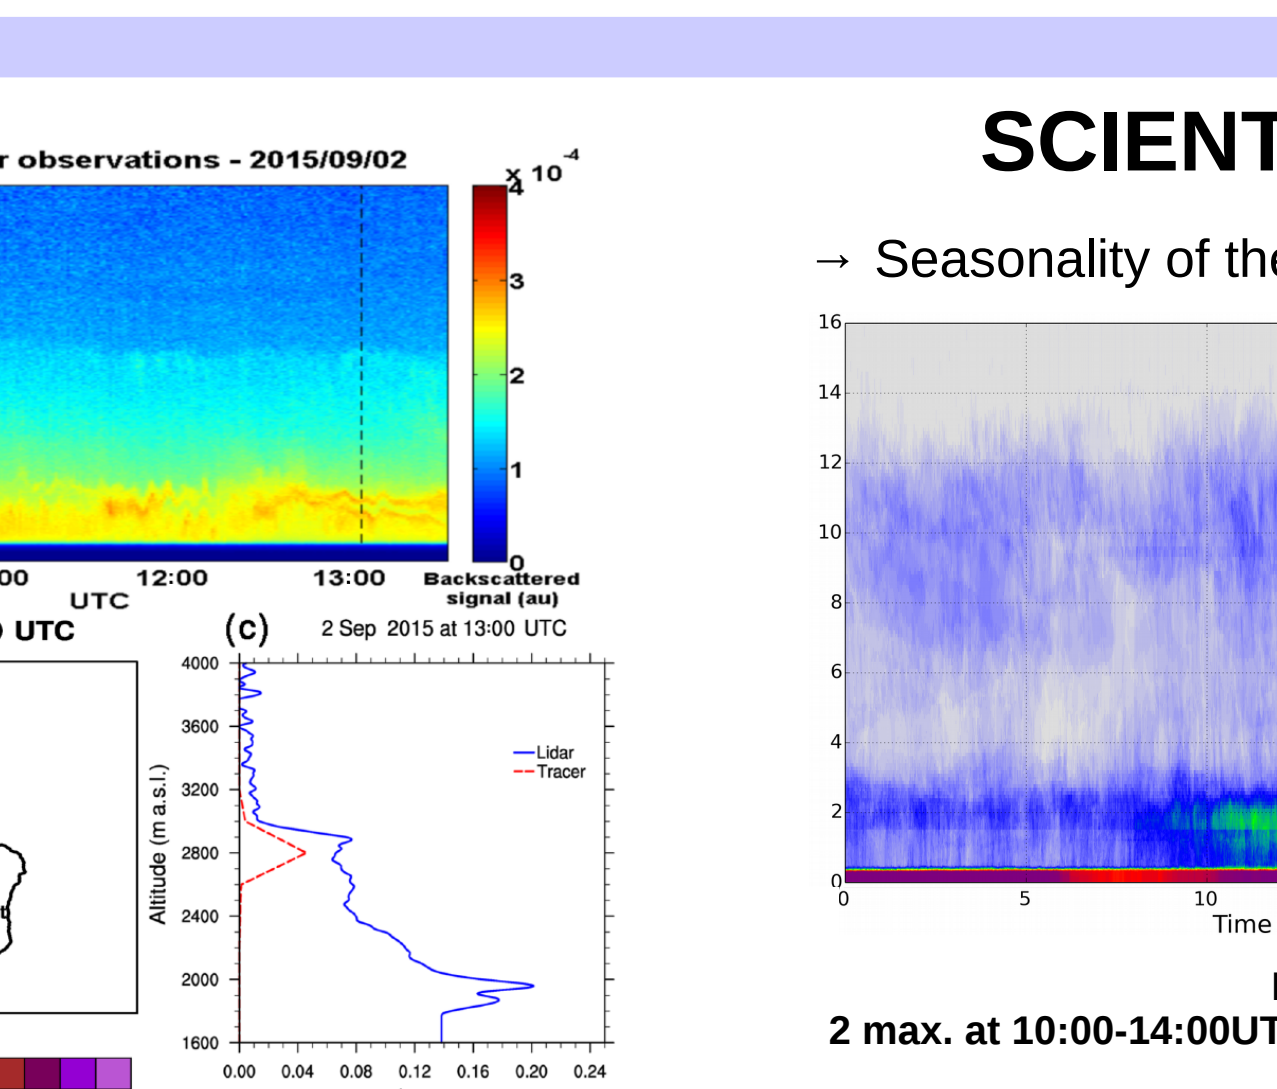 SCIENT
r observations - 2015/09/02
x 10
-4
4
3
2
1
0
00 12:00 13:00
UTC
Backscattered
signal (au)
→ Seasonality of the
16
14
12
10
8
6
4
2
0
0 5 10
Time
) UTC
(c) 2 Sep 2015 at 13:00 UTC
4000
3600
3200
2800
2400
2000
1600
Altitude (m a.s.l.)
Lidar
Tracer
0.00 0.04 0.08 0.12 0.16 0.20 0.24
2 max. at 10:00-14:00UT